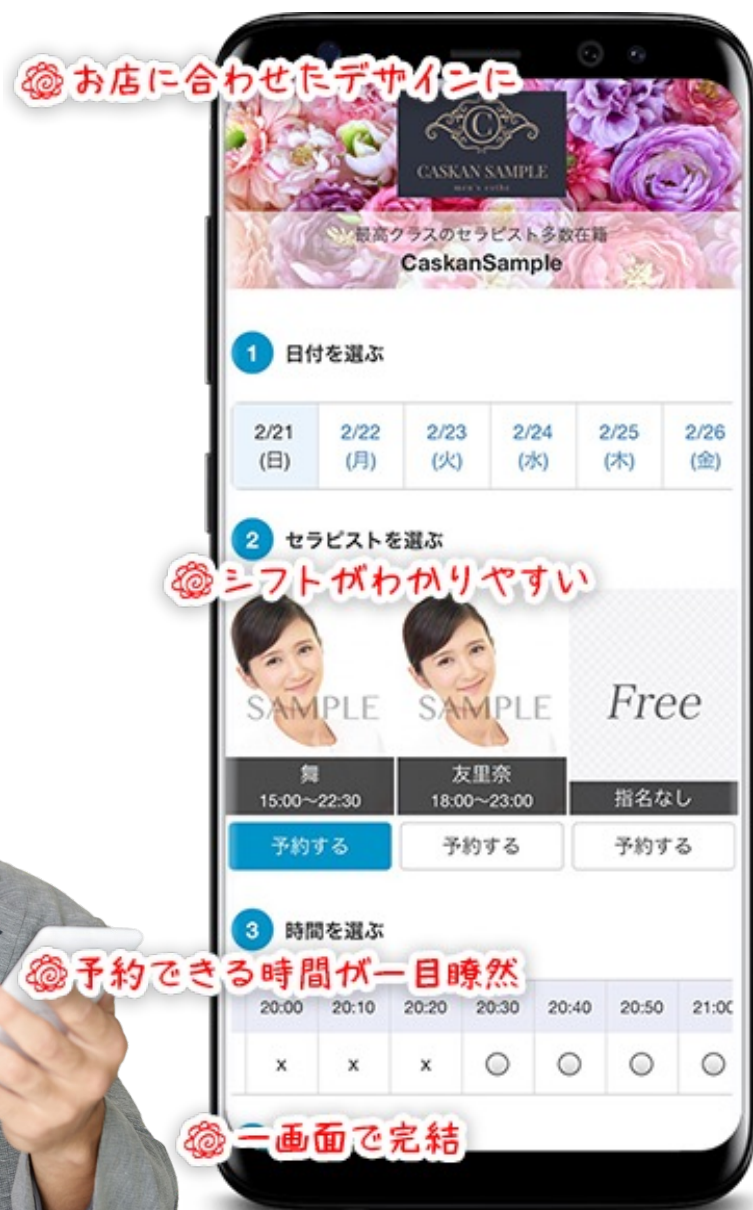 お店に合わせたデザインに
C
CASKAN SAMPLE
men's esthe
最高クラスのセラピスト多数在籍
CaskanSample
1 日付を選ぶ
2/21 2/22 2/23 2/24 2/25 2/26
(日) (月) (火) (水) (木) (金)
2 セラピストを選ぶ
シフトがわかりやすい
SAMPLE SAMPLE Free
舞 友里奈
15:00〜22:30 18:00〜23:00 指名なし
予約する 予約する 予約する
3 時間を選ぶ
予約できる時間が一目瞭然
20:00 20:10 20:20 20:30 20:40 20:50 21:00
x x x
一画面で完結